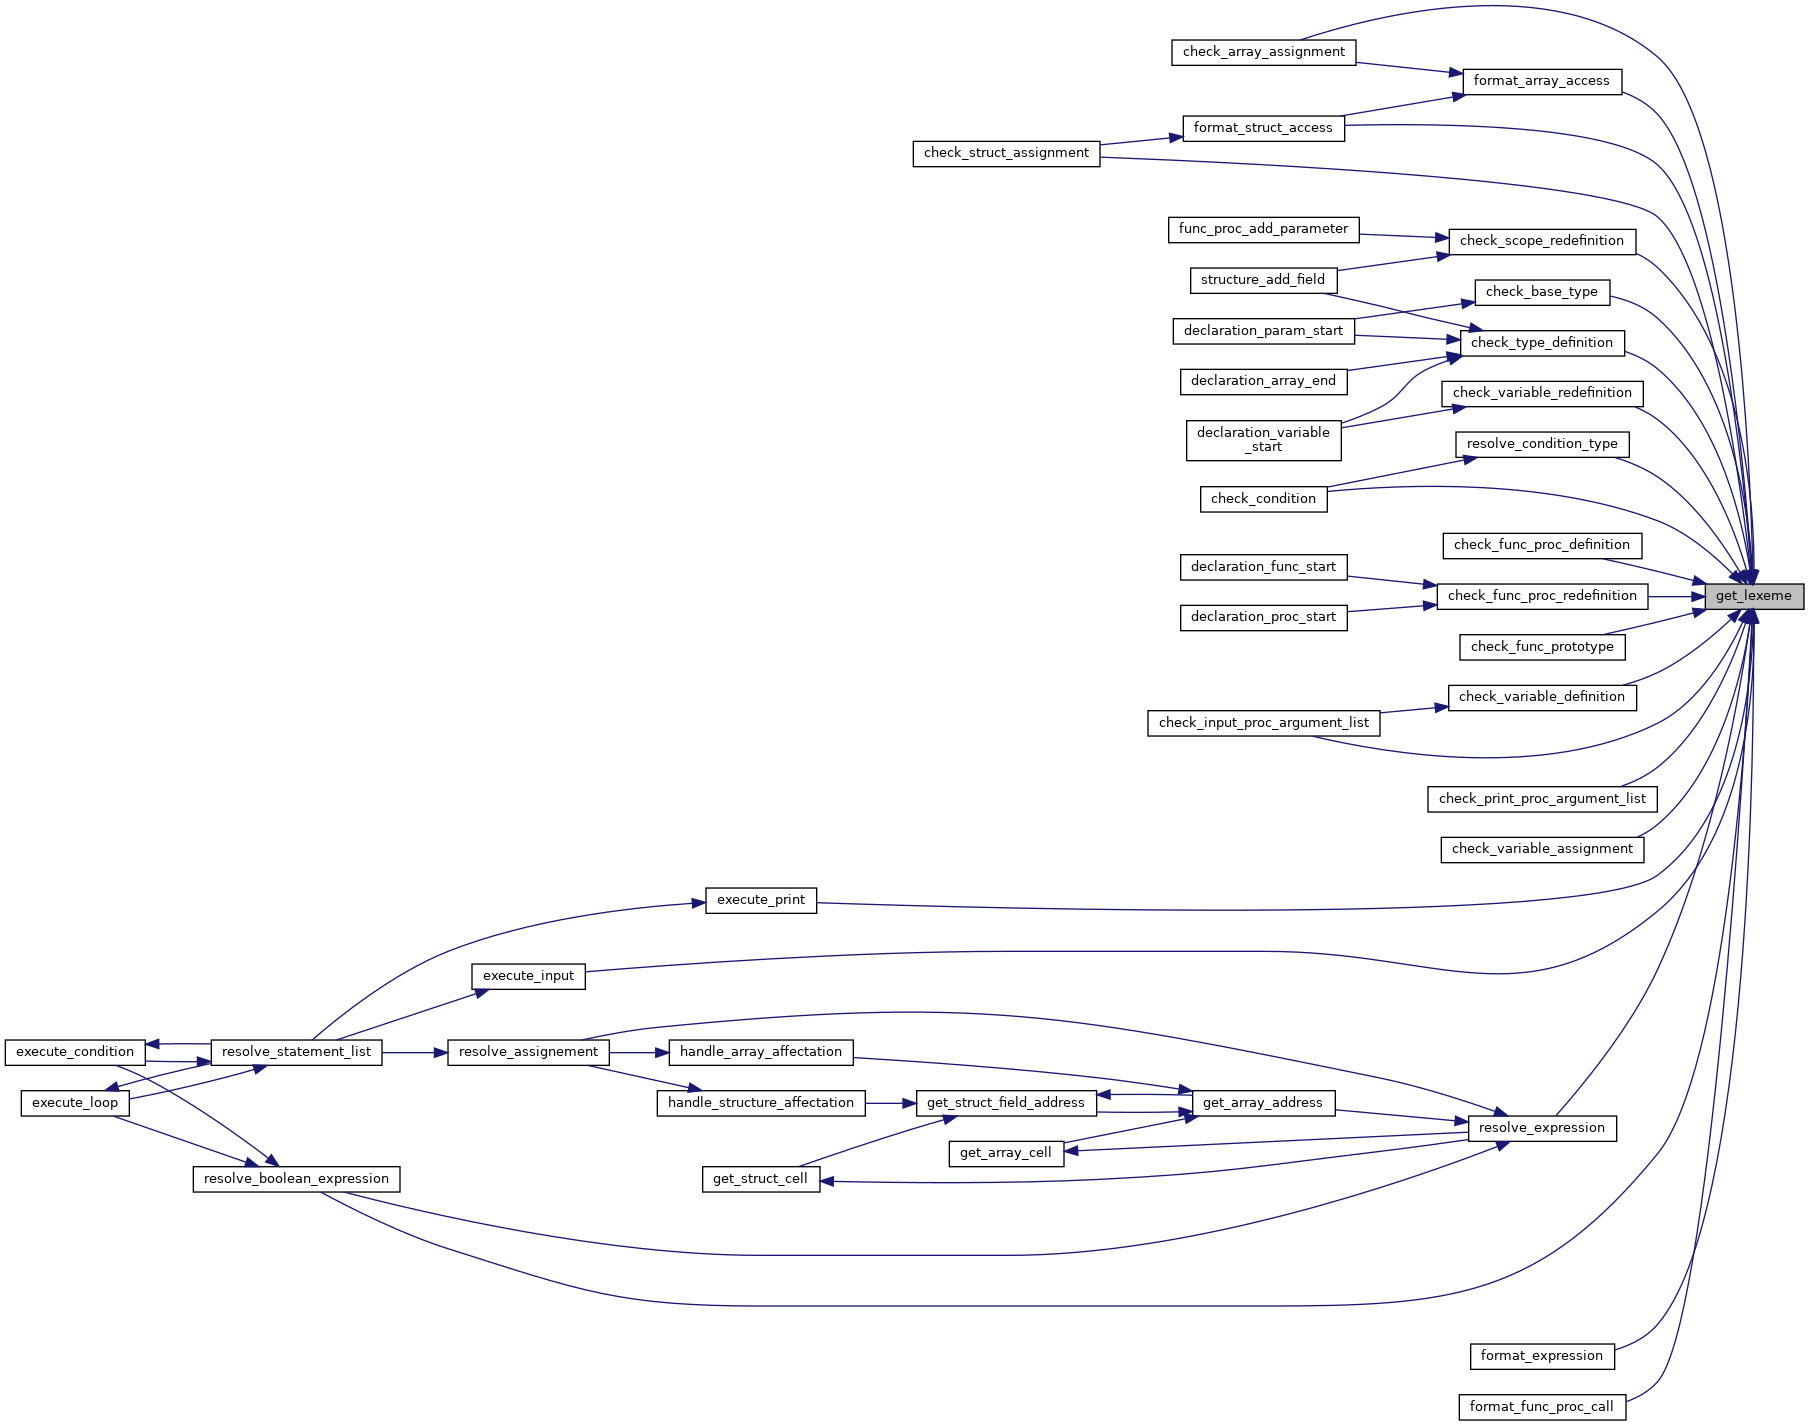 check_array_assignment
format_array_access
format_struct_access
check_struct_assignment
func_proc_add_parameter
check_scope_redefinition
structure_add_field
check_base_type
declaration_param_start
check_type_definition
declaration_array_end
check_variable_redefinition
declaration_variable
_start
resolve_condition_type
check_condition
check_func_proc_definition
declaration_func_start
check_func_proc_redefinition
get_lexeme
declaration_proc_start
check_func_prototype
check_variable_definition
check_input_proc_argument_list
check_print_proc_argument_list
check_variable_assignment
execute_print
execute_input
execute_condition
resolve_statement_list
resolve_assignement
handle_array_affectation
execute_loop
handle_structure_affectation
get_struct_field_address
get_array_address
resolve_expression
get_array_cell
resolve_boolean_expression
get_struct_cell
format_expression
format_func_proc_call